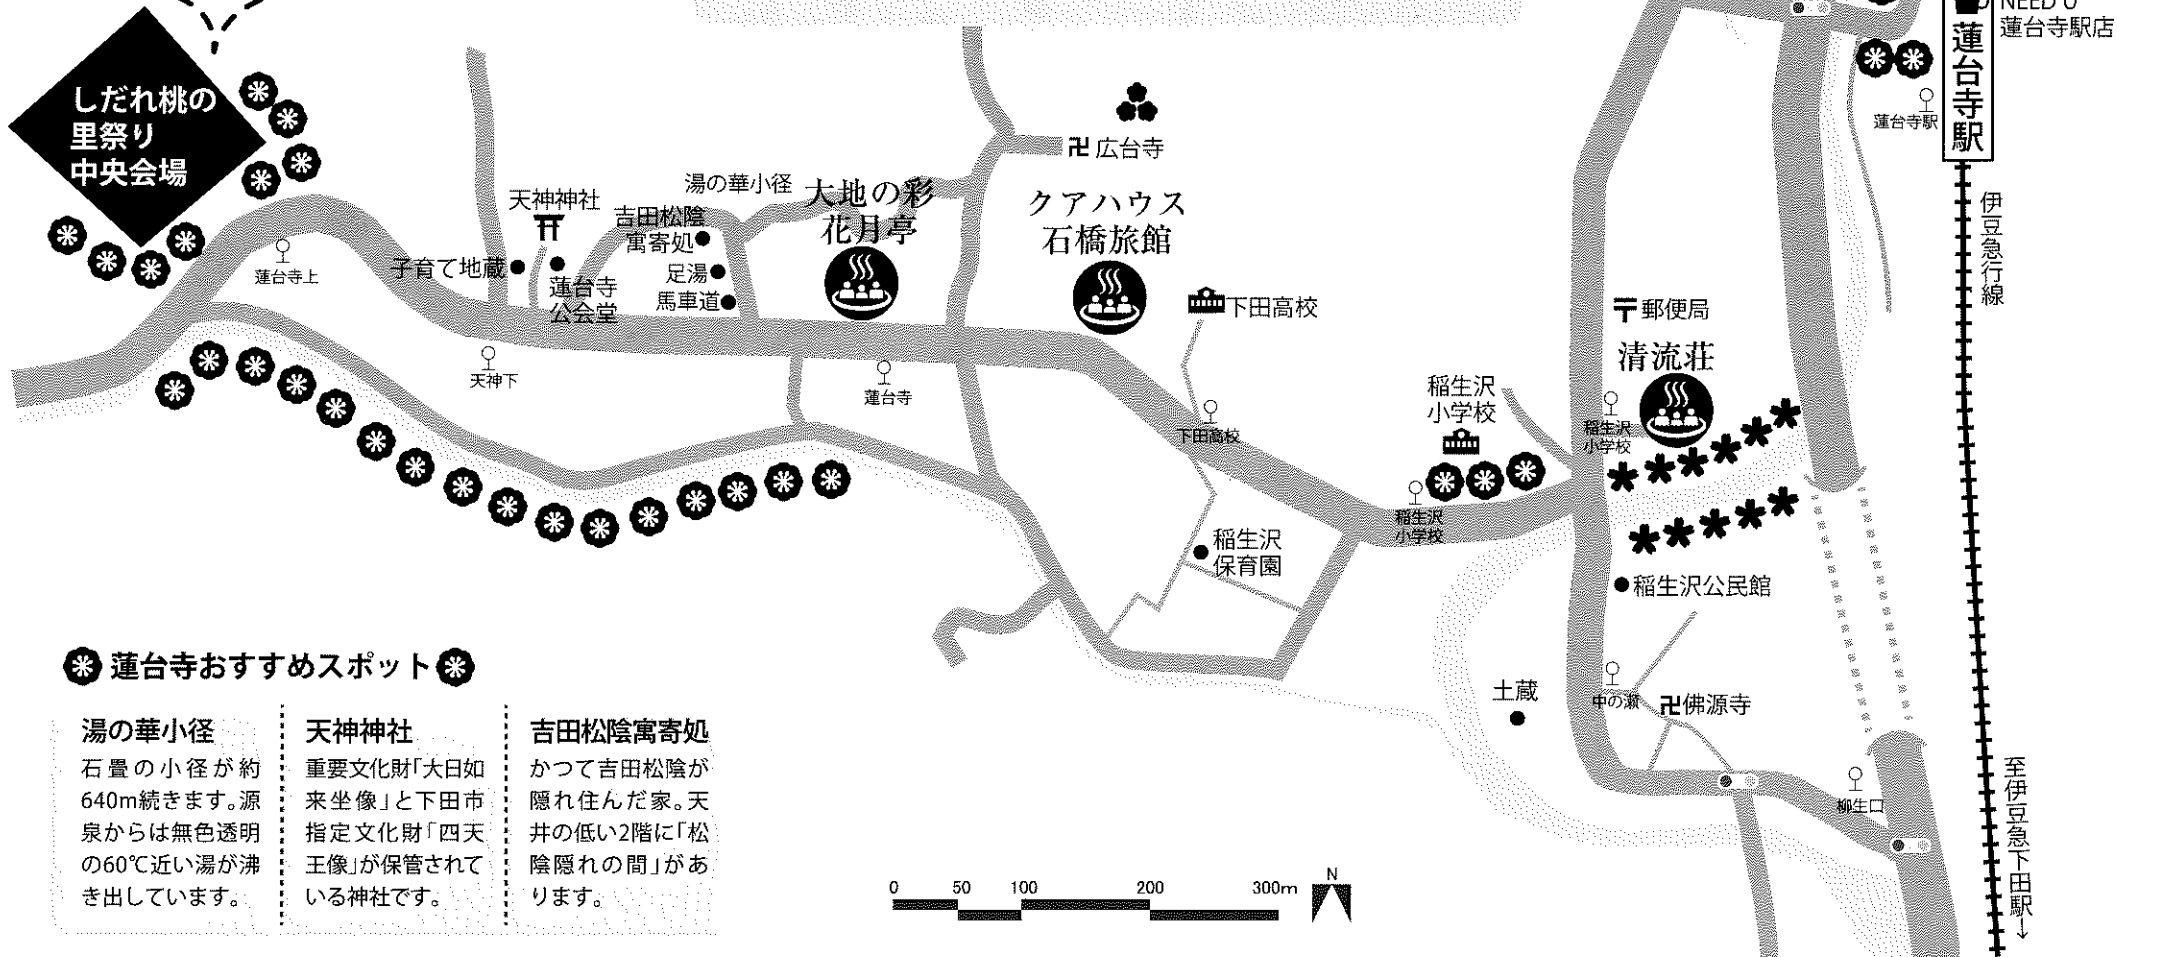 NEED U
蓮台寺駅店
蓮台寺駅
蓮台寺駅
伊豆急行線
至伊豆急下田駅→
しだれ桃の
里祭り
中央会場
卍 広台寺
湯の華小径
大地の彩
花月亭
クアハウス
石橋旅館
天神神社
吉田松陰
寓寄処
足湯
馬車道
子育て地蔵
蓮台寺
公会堂
蓮台寺上
天神下
蓮台寺
下田高校
下田高校
〒郵便局
清流荘
稲生沢
小学校
稲生沢
小学校
稲生沢
小学校
稲生沢
保育園
稲生沢公民館
土蔵
中の瀬
卍佛源寺
柳生口
蓮台寺おすすめスポット
湯の華小径
石畳の小径が約
640m続きます。源
泉からは無色透明
の60℃近い湯が沸
き出しています。
天神神社
重要文化財「大日如
来坐像」と下田市
指定文化財「四天
王像」が保管されて
いる神社です。
吉田松陰寓寄処
かつて吉田松陰が
隠れ住んだ家。天
井の低い2階に「松
陰隠れの間」があ
ります。
0 50 100 200 300m
N